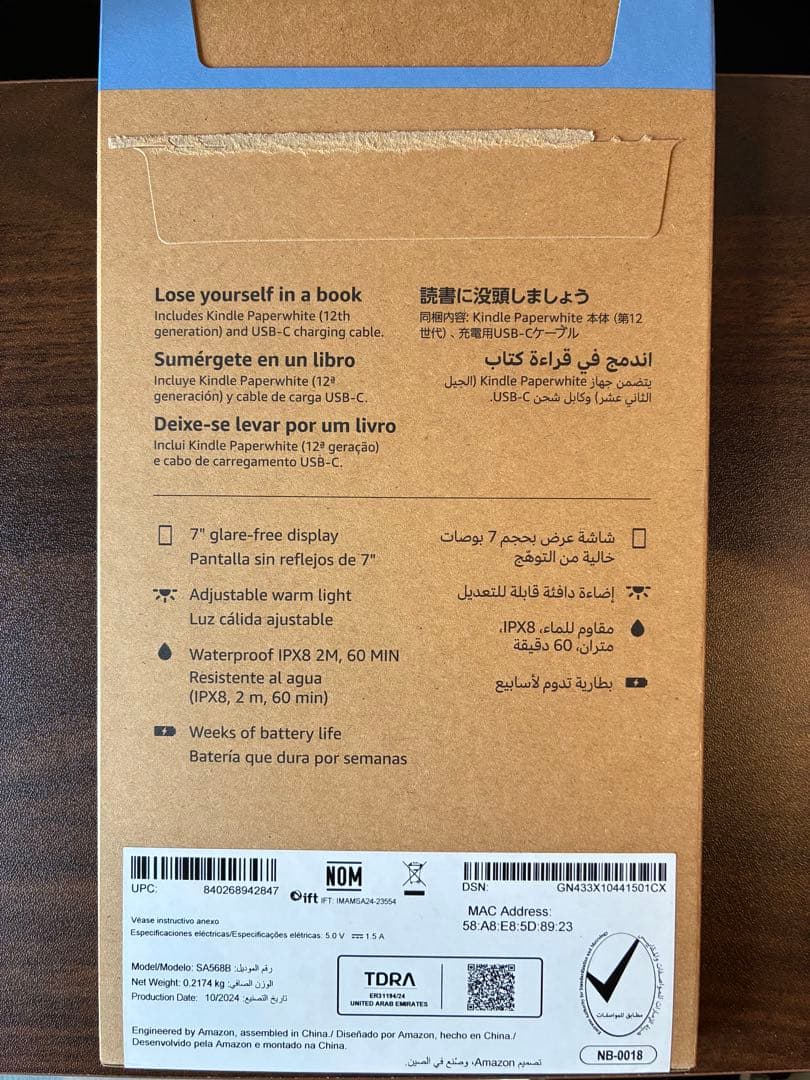 Lose yourself in a book
Includes Kindle Paperwhite (12th
generation) and USB-C charging cable.
Sumérgete en un libro
Incluye Kindle Paperwhite (12ª
generación) y cable de carga USB-C.
Deixe-se levar por um livro
Inclui Kindle Paperwhite (12ª geração)
e cabo de carregamento USB-C.
読書に没頭しましょう
同梱内容: Kindle Paperwhite 本体 (第12
世代) 、充電用USB-Cケーブル
اندمج في قراءة كتاب
يتضمن جهاز Kindle Paperwhite (الجيل
الثاني عشر) وكابل شحن USB-C.
7" glare-free display
Pantalla sin reflejos de 7"
Adjustable warm light
Luz cálida ajustable
Waterproof IPX8 2M, 60 MIN
Resistente al agua
(IPX8, 2 m, 60 min)
Weeks of battery life
Batería que dura por semanas
شاشة عرض بحجم 7 بوصات
خالية من التوهّج
إضاءة دافئة قابلة للتعديل
مقاوم للماء، IPX8،
متران، 60 دقيقة
بطارية تدوم لأسابيع
UPC: 840268942847
NOM
ift IFT: IMAMSA24-23554
DSN: GN433X10441501CX
MAC Address:
58:A8:E8:5D:89:23
Véase instructivo anexo
Especificaciones eléctricas/Especificações elétricas: 5.0 V ⎓ 1.5 A
Model/Modelo: SA568B رقم الموديل:
Net Weight: 0.2174 kg الوزن الصافي:
Production Date: 10/2024 تاريخ التصنيع:
TDRA
ER31194/24
UNITED ARAB EMIRATES
مطابق للمواصفات
NB-0018
Engineered by Amazon, assembled in China./ Diseñado por Amazon, hecho en China./
Desenvolvido pela Amazon e montado na China.
تصميم Amazon، وصُنع في الصين.